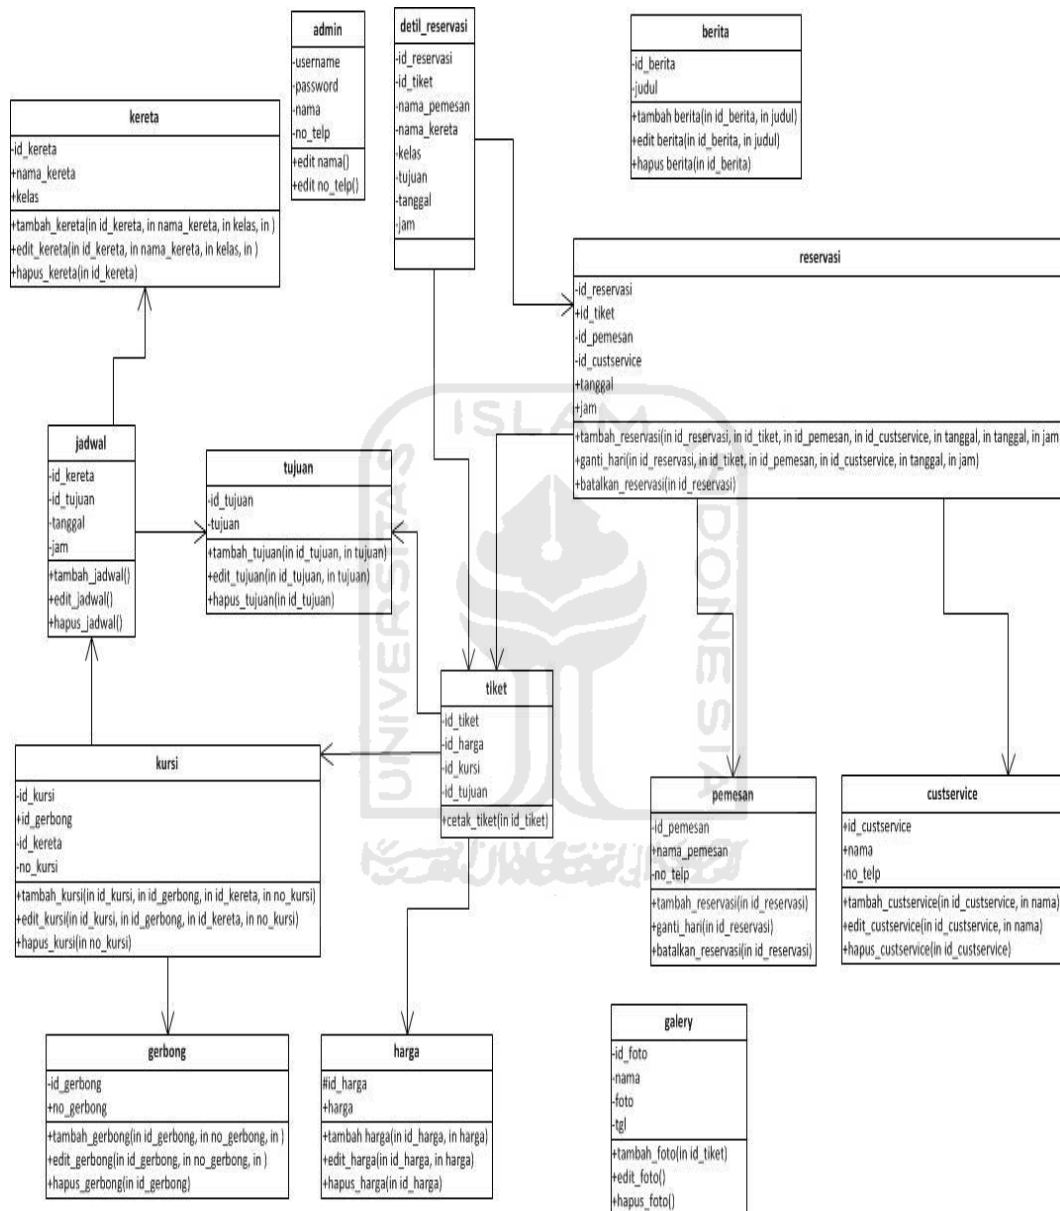 admin
-username
-password
-nama
-no_telp
+edit nama()
+edit no_telp()
detil_reservasi
-id_reservasi
-id_tiket
-nama_pemesan
-nama_kereta
-kelas
-tujuan
-tanggal
-jam
berita
-id_berita
-judul
+tambah berita(in id_berita, in judul)
+edit berita(in id_berita, in judul)
+hapus berita(in id_berita)
kereta
-id_kereta
+nama_kereta
+kelas
+tambah_kereta(in id_kereta, in nama_kereta, in kelas, in )
+edit_kereta(in id_kereta, in nama_kereta, in kelas, in )
+hapus_kereta(in id_kereta)
reservasi
-id_reservasi
+id_tiket
-id_pemesan
-id_custservice
+tanggal
+jam
+tambah_reservasi(in id_reservasi, in id_tiket, in id_pemesan, in id_custservice, in tanggal, in tanggal, in jam
+ganti_hari(in id_reservasi, in id_tiket, in id_pemesan, in id_custservice, in tanggal, in jam)
+batalkan_reservasi(in id_reservasi)
jadwal
-id_kereta
-id_tujuan
-tanggal
-jam
+tambah_jadwal()
+edit_jadwal()
+hapus_jadwal()
tujuan
-id_tujuan
-tujuan
+tambah_tujuan(in id_tujuan, in tujuan)
+edit_tujuan(in id_tujuan, in tujuan)
+hapus_tujuan(in id_tujuan)
UNIVERSITAS
ISLAM
INDONESIA
tiket
-id_tiket
-id_harga
-id_kursi
-id_tujuan
+cetak_tiket(in id_tiket)
kursi
-id_kursi
+id_gerbong
-id_kereta
-no_kursi
+tambah_kursi(in id_kursi, in id_gerbong, in id_kereta, in no_kursi)
+edit_kursi(in id_kursi, in id_gerbong, in id_kereta, in no_kursi)
+hapus_kursi(in no_kursi)
pemesan
-id_pemesan
+nama_pemesan
-no_telp
+tambah_reservasi(in id_reservasi)
+ganti_hari(in id_reservasi)
+batalkan_reservasi(in id_reservasi)
custservice
+id_custservice
+nama
-no_telp
+tambah_custservice(in id_custservice, in nama)
+edit_custservice(in id_custservice, in nama)
+hapus_custservice(in id_custservice)
gerbong
-id_gerbong
+no_gerbong
+tambah_gerbong(in id_gerbong, in no_gerbong, in )
+edit_gerbong(in id_gerbong, in no_gerbong, in )
+hapus_gerbong(in id_gerbong)
harga
#id_harga
+harga
+tambah harga(in id_harga, in harga)
+edit_harga(in id_harga, in harga)
+hapus_harga(in id_harga)
galery
-id_foto
-nama
-foto
-tgl
+tambah_foto(in id_tiket)
+edit_foto()
+hapus_foto()